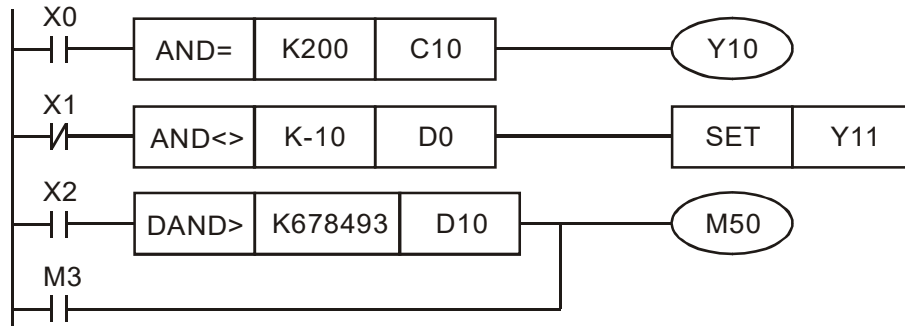 X0
AND= K200 C10 Y10
X1
AND<> K-10 D0 SET Y11
X2
DAND> K678493 D10 M50
M3